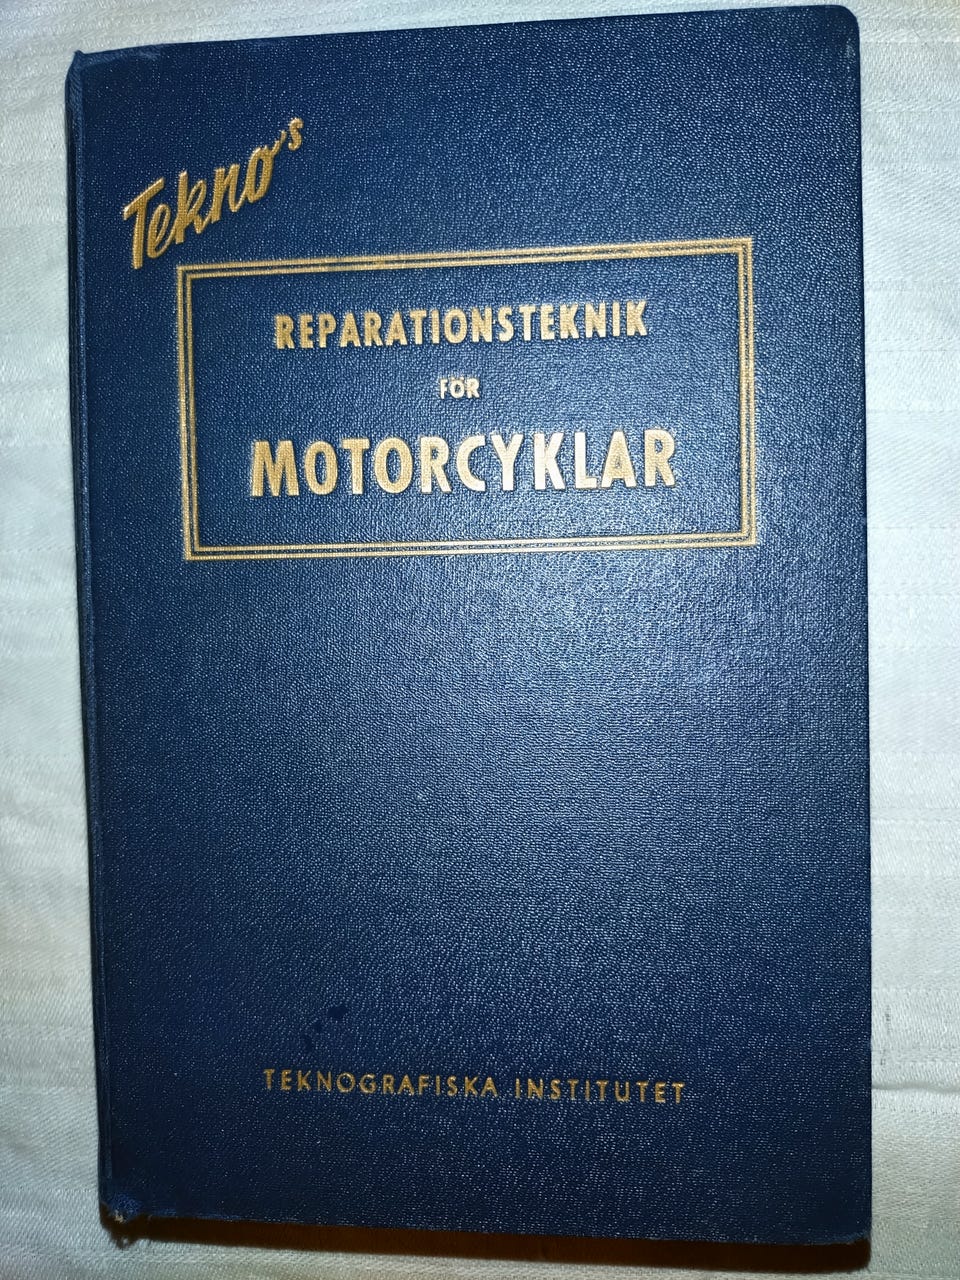 Tekno's
REPARATIONSTEKNIK
FÖR
MOTORCYKLAR
TEKNOGRAFISKA INSTITUTET